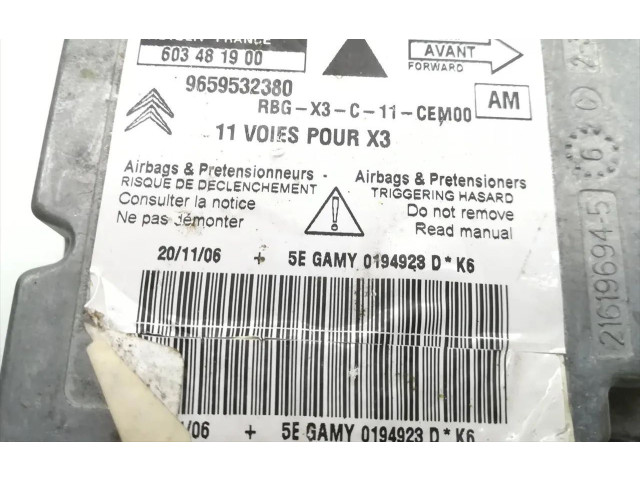 603 48 19 00
AVANT
FORWARD
9659532380
RBG-X3-C-11-CEM00
AM
11 VOIES POUR X3
Airbags & Pretensionneurs
RISQUE DE DECLENCHEMENT
Consulter la notice
Ne pas démonter
Airbags & Pretensioners
TRIGGERING HASARD
Do not remove
Read manual
20/11/06 + 5E GAMY 0194923 D*K6
/06 + 5E GAMY 0194923 D*K6
21619694-5
6